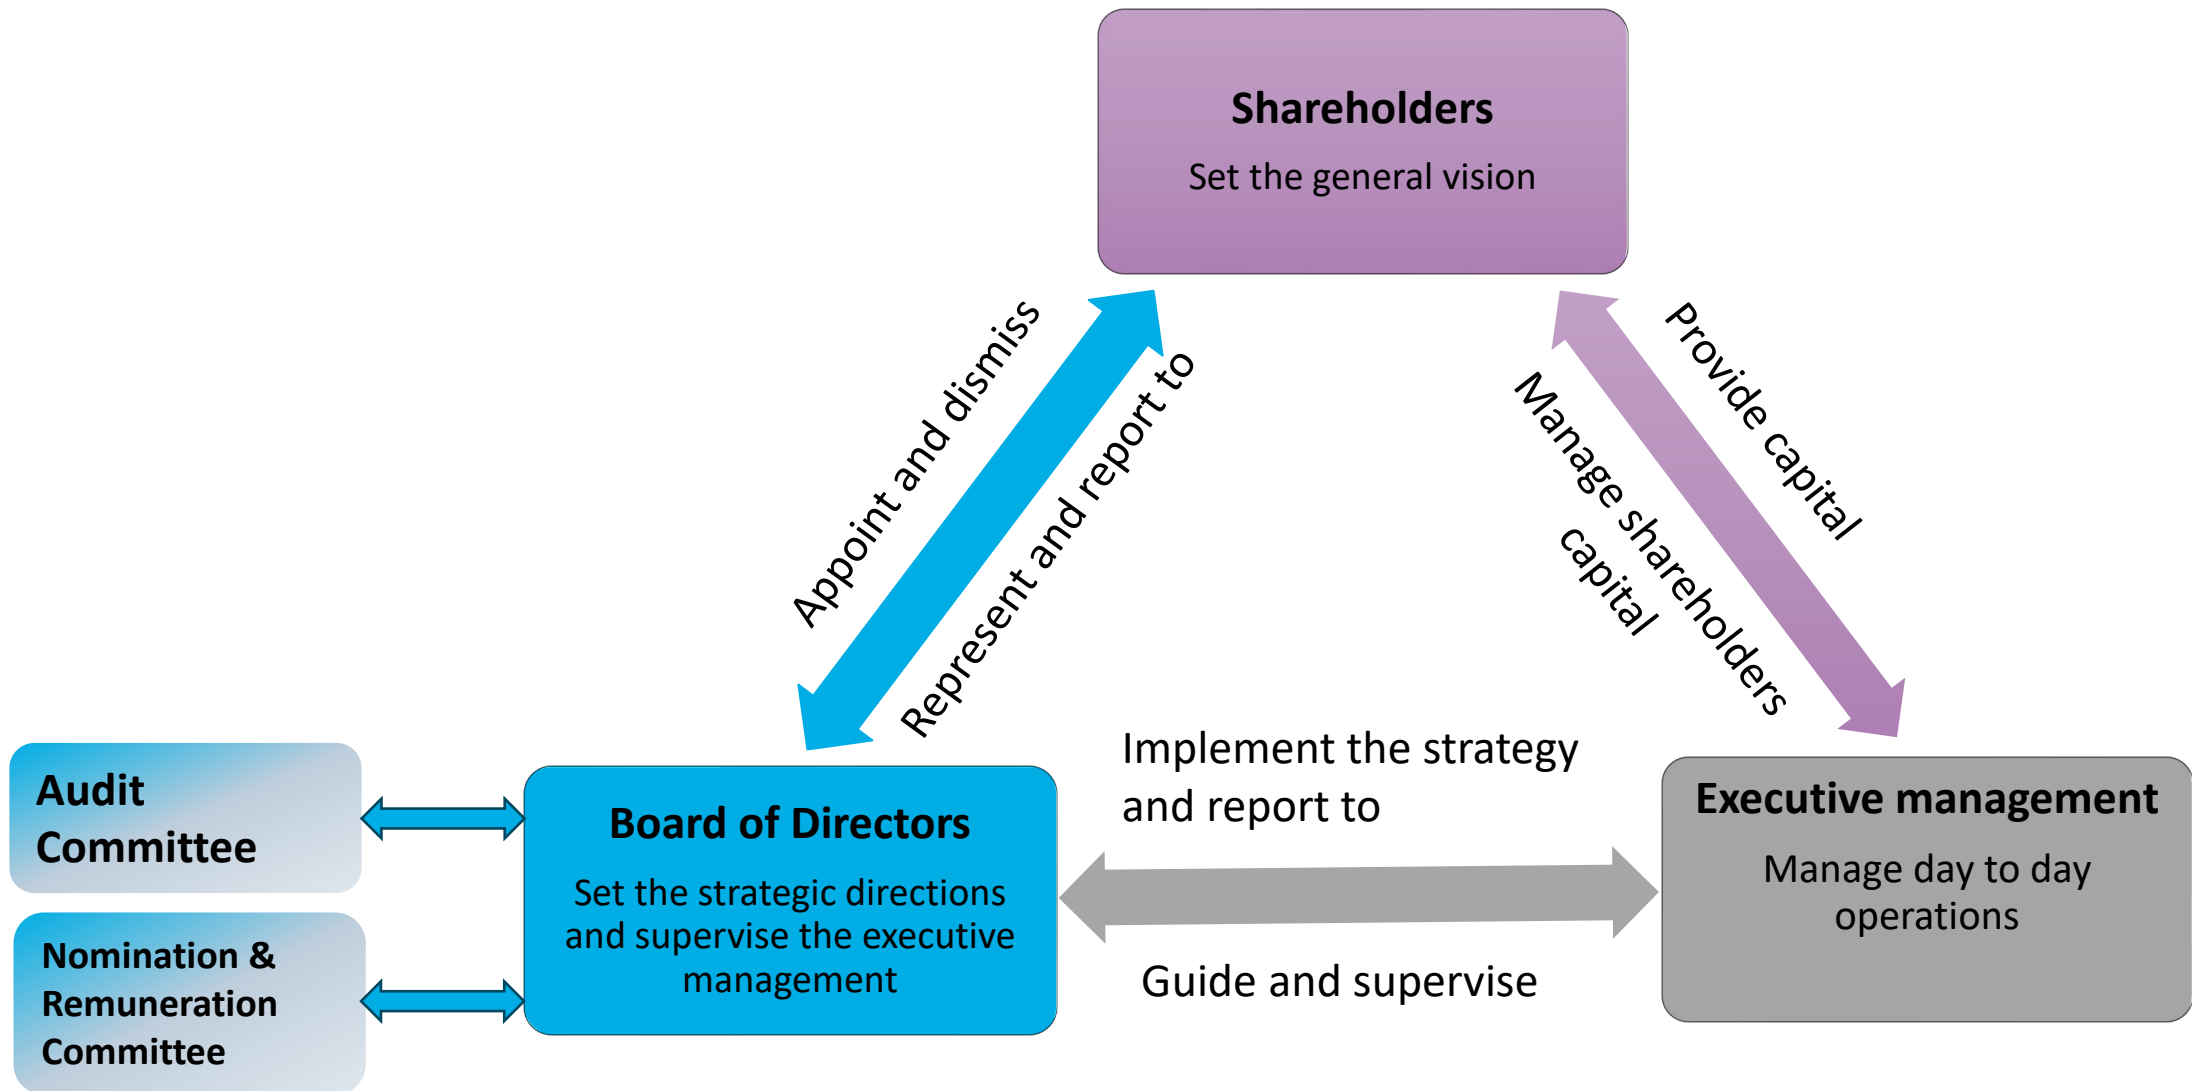 Shareholders
Set the general vision
Appoint and dismiss
Represent and report to
Provide capital
Manage shareholders
capital
Audit
Committee
Nomination &
Remuneration
Committee
Board of Directors
Set the strategic directions
and supervise the executive
management
Implement the strategy
and report to
Guide and supervise
Executive management
Manage day to day
operations